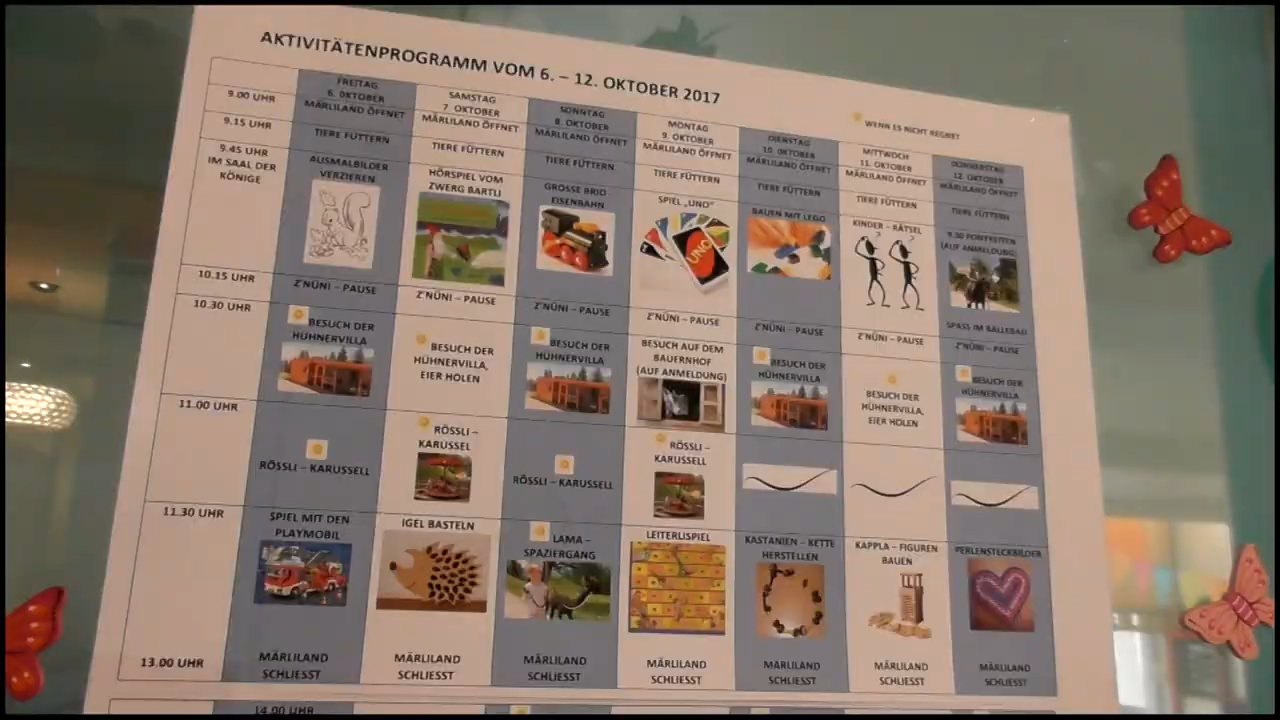 AKTIVITÄTENPROGRAMM VOM 6. – 12. OKTOBER 2017
WENN ES NICHT REGNET
FREITAG
6. OKTOBER
SAMSTAG
7 OKTOBER
SONNTAG
8. OKTOBER
MONTAG
9. OKTOBER
DIENSTAG
10. OKTOBER
MITTWOCH
11. OKTOBER
DONNERSTAG
12. OKTOBER
9.00 UHR
MÄRLILAND ÖFFNET
MÄRLILAND ÖFFNET
MÄRLILAND ÖFFNET
MÄRLILAND ÖFFNET
MÄRLILAND ÖFFNET
MÄRLILAND ÖFFNET
MÄRLILAND ÖFFNET
9.15 UHR
TIERE FÜTTERN
TIERE FÜTTERN
TIERE FÜTTERN
TIERE FÜTTERN
TIERE FÜTTERN
TIERE FÜTTERN
TIERE FÜTTERN
9.45 UHR
IM SAAL DER
KÖNIGE
AUSMALBILDER
VERZIEREN
HÖRSPIEL VOM
ZWERG BARTLI
GROSSE BRIO
EISENBAHN
SPIEL „UNO"
UNO
BAUEN MIT LEGO
KINDER – RÄTSEL
9.30 PONYREITEN
(AUF ANMELDUNG)
SPASS IM BÄLLEBAD
10.15 UHR
Z'NÜNI – PAUSE
Z'NÜNI – PAUSE
Z'NÜNI – PAUSE
Z'NÜNI – PAUSE
Z'NÜNI – PAUSE
Z'NÜNI – PAUSE
Z'NÜNI – PAUSE
10.30 UHR
BESUCH DER
HÜHNERVILLA
BESUCH DER
HÜHNERVILLA,
EIER HOLEN
BESUCH DER
HÜHNERVILLA
BESUCH AUF DEM
BAUERNHOF
(AUF ANMELDUNG)
BESUCH DER
HÜHNERVILLA
BESUCH DER
HÜHNERVILLA,
EIER HOLEN
BESUCH DER
HÜHNERVILLA
11.00 UHR
RÖSSLI – KARUSSELL
RÖSSLI –
KARUSSEL
RÖSSLI – KARUSSELL
RÖSSLI –
KARUSSELL
11.30 UHR
SPIEL MIT DEN
PLAYMOBIL
IGEL BASTELN
LAMA –
SPAZIERGANG
LEITERLISPIEL
KASTANIEN – KETTE
HERSTELLEN
KAPPLA – FIGUREN
BAUEN
PERLENSTECKBILDER
13.00 UHR
MÄRLILAND
SCHLIESST
MÄRLILAND
SCHLIESST
MÄRLILAND
SCHLIESST
MÄRLILAND
SCHLIESST
MÄRLILAND
SCHLIESST
MÄRLILAND
SCHLIESST
MÄRLILAND
SCHLIESST
14.00 UHR